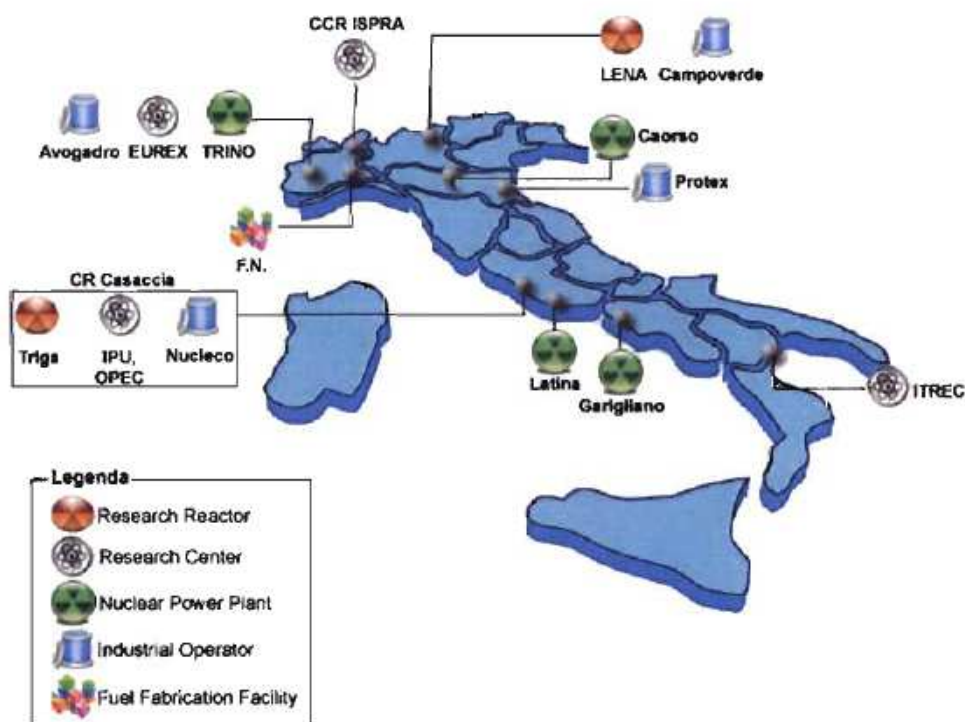 CCR ISPRA
LENA Campoverde
Avogadro EUREX TRINO
Caorso
Protex
F.N.
CR Casaccia
Triga IPU, OPEC Nucleco
Latina
Garigliano
ITREC
Legenda
Research Reactor
Research Center
Nuclear Power Plant
Industrial Operator
Fuel Fabrication Facility